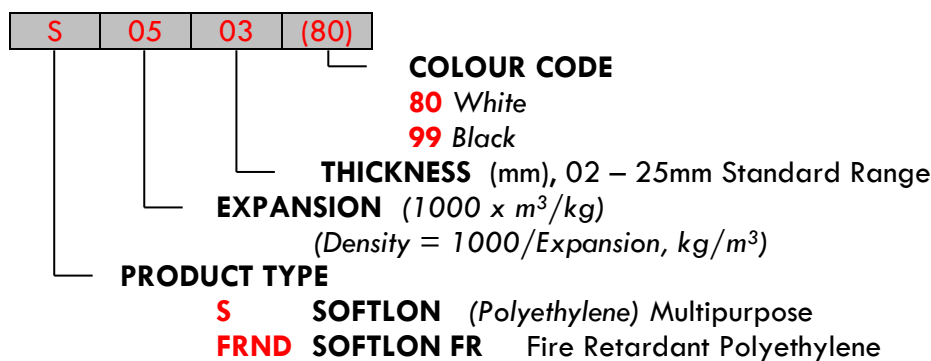 S 05 03 (80)
COLOUR CODE
80 White
99 Black
THICKNESS (mm), 02 – 25mm Standard Range
EXPANSION (1000 x m³/kg)
(Density = 1000/Expansion, kg/m³)
PRODUCT TYPE
S SOFTLON (Polyethylene) Multipurpose
FRND SOFTLON FR Fire Retardant Polyethylene